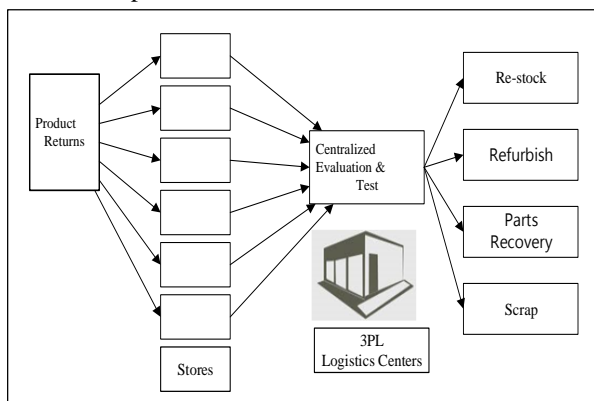 Product
Returns
Stores
Centralized
Evaluation &
Test
3PL
Logistics Centers
Re-stock
Refurbish
Parts
Recovery
Scrap